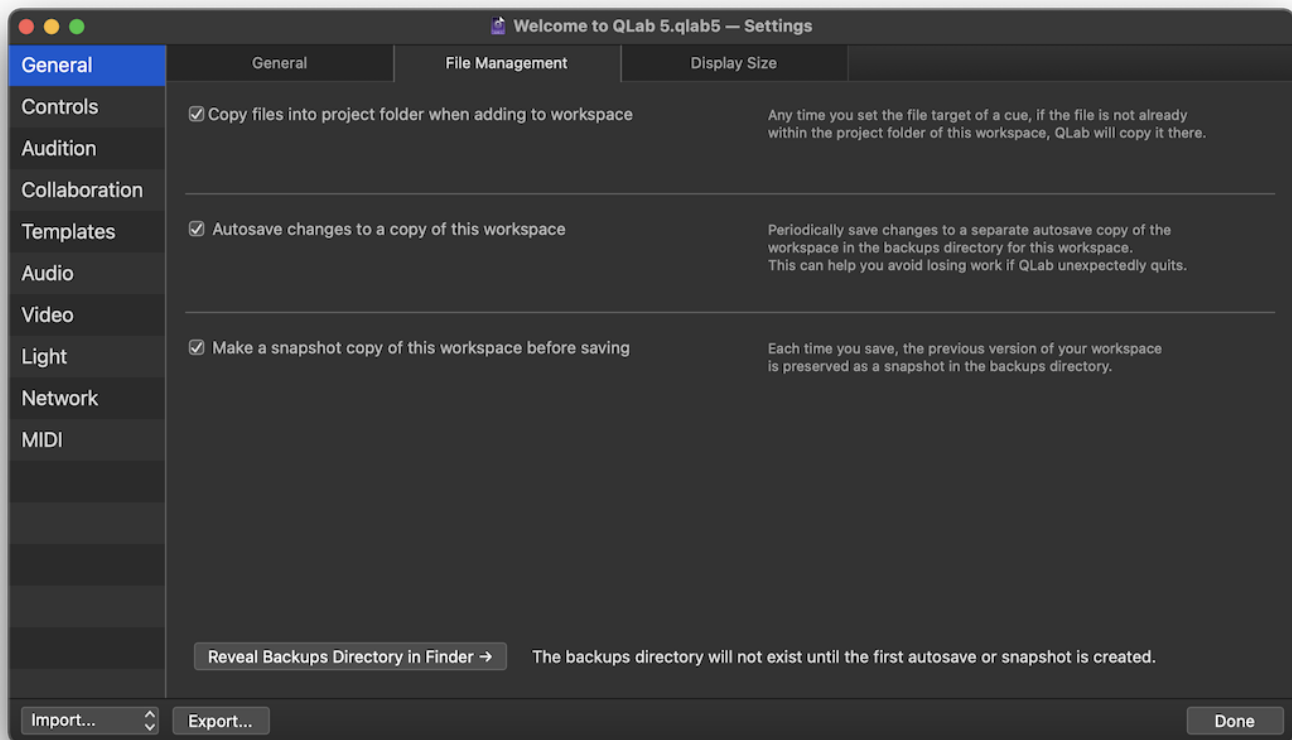 Welcome to QLab 5.qlab5 — Settings
General
Controls
Audition
Collaboration
Templates
Audio
Video
Light
Network
MIDI
General
File Management
Display Size
Copy files into project folder when adding to workspace
Any time you set the file target of a cue, if the file is not already
within the project folder of this workspace, QLab will copy it there.
Autosave changes to a copy of this workspace
Periodically save changes to a separate autosave copy of the
workspace in the backups directory for this workspace.
This can help you avoid losing work if QLab unexpectedly quits.
Make a snapshot copy of this workspace before saving
Each time you save, the previous version of your workspace
is preserved as a snapshot in the backups directory.
Reveal Backups Directory in Finder →
The backups directory will not exist until the first autosave or snapshot is created.
Import...
Export...
Done